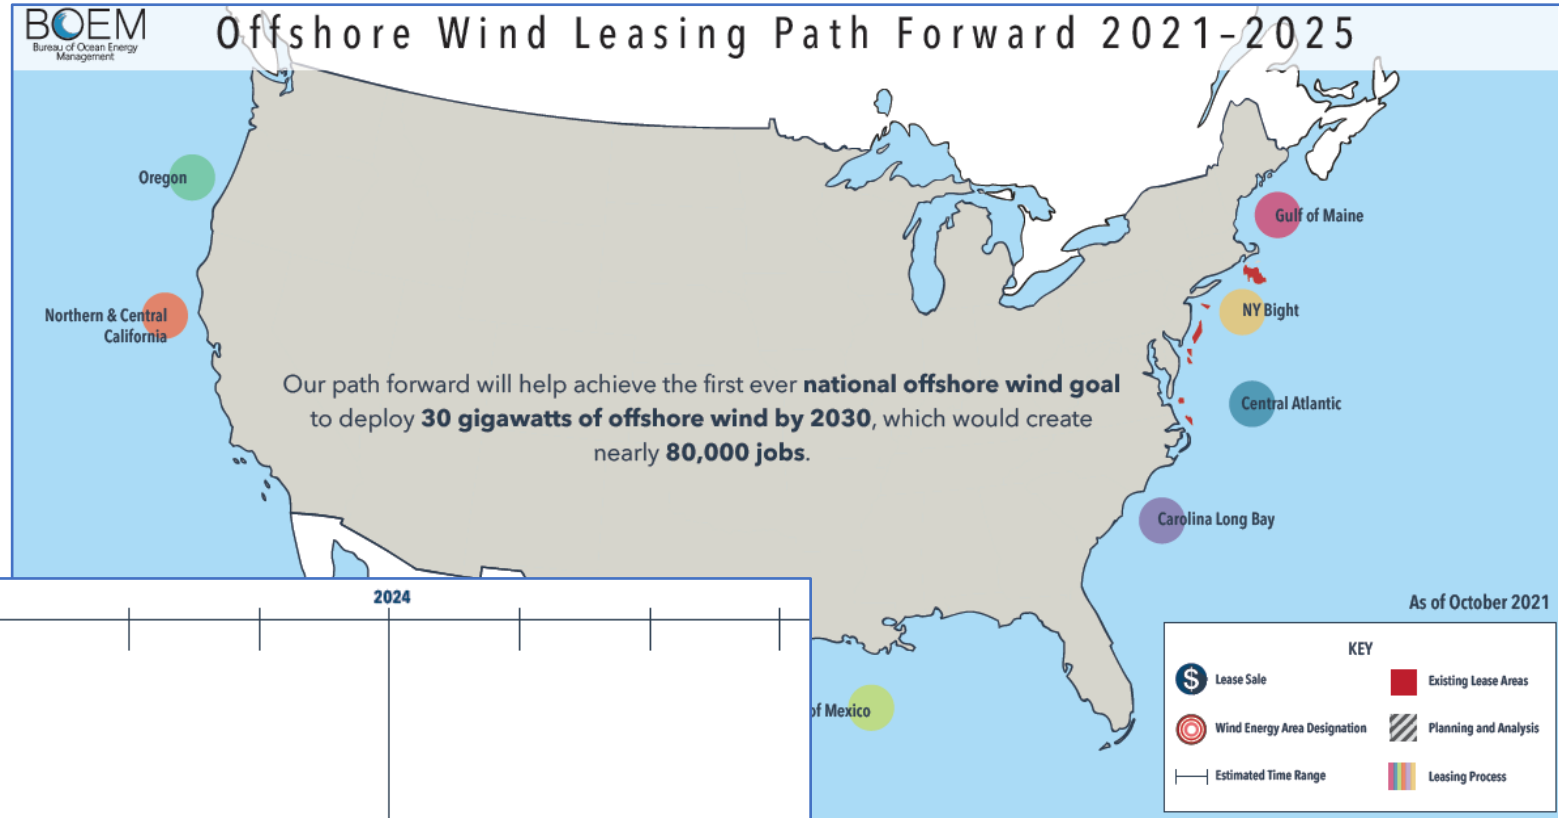 BOEM
Bureau of Ocean Energy
Management
Offshore Wind Leasing Path Forward 2021–2025
Oregon
Gulf of Maine
Northern & Central
California
NY Bight
Our path forward will help achieve the first ever national offshore wind goal
to deploy 30 gigawatts of offshore wind by 2030, which would create
nearly 80,000 jobs.
Central Atlantic
Carolina Long Bay
2024
As of October 2021
of Mexico
KEY
$ Lease Sale
Existing Lease Areas
Wind Energy Area Designation
Planning and Analysis
Estimated Time Range
Leasing Process